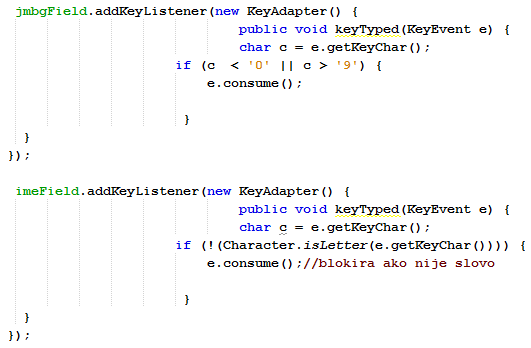 jmbgField.addKeyListener(new KeyAdapter() {
public void keyTyped(KeyEvent e) {
char c = e.getKeyChar();
if (c  < '0' || c > '9') {
e.consume();
}
}
});
imeField.addKeyListener(new KeyAdapter() {
public void keyTyped(KeyEvent e) {
char c = e.getKeyChar();
if (!(Character.isLetter(e.getKeyChar()))) {
e.consume();//blokira ako nije slovo
}
}
});